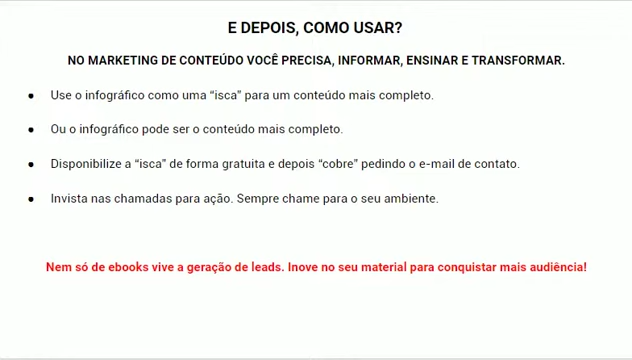 E DEPOIS, COMO USAR?
NO MARKETING DE CONTEÚDO VOCÊ PRECISA, INFORMAR, ENSINAR E TRANSFORMAR.
● Use o infográfico como uma “isca” para um conteúdo mais completo.
● Ou o infográfico pode ser o conteúdo mais completo.
● Disponibilize a “isca” de forma gratuita e depois “cobre” pedindo o e-mail de contato.
● Invista nas chamadas para ação. Sempre chame para o seu ambiente.
Nem só de ebooks vive a geração de leads. Inove no seu material para conquistar mais audiência!